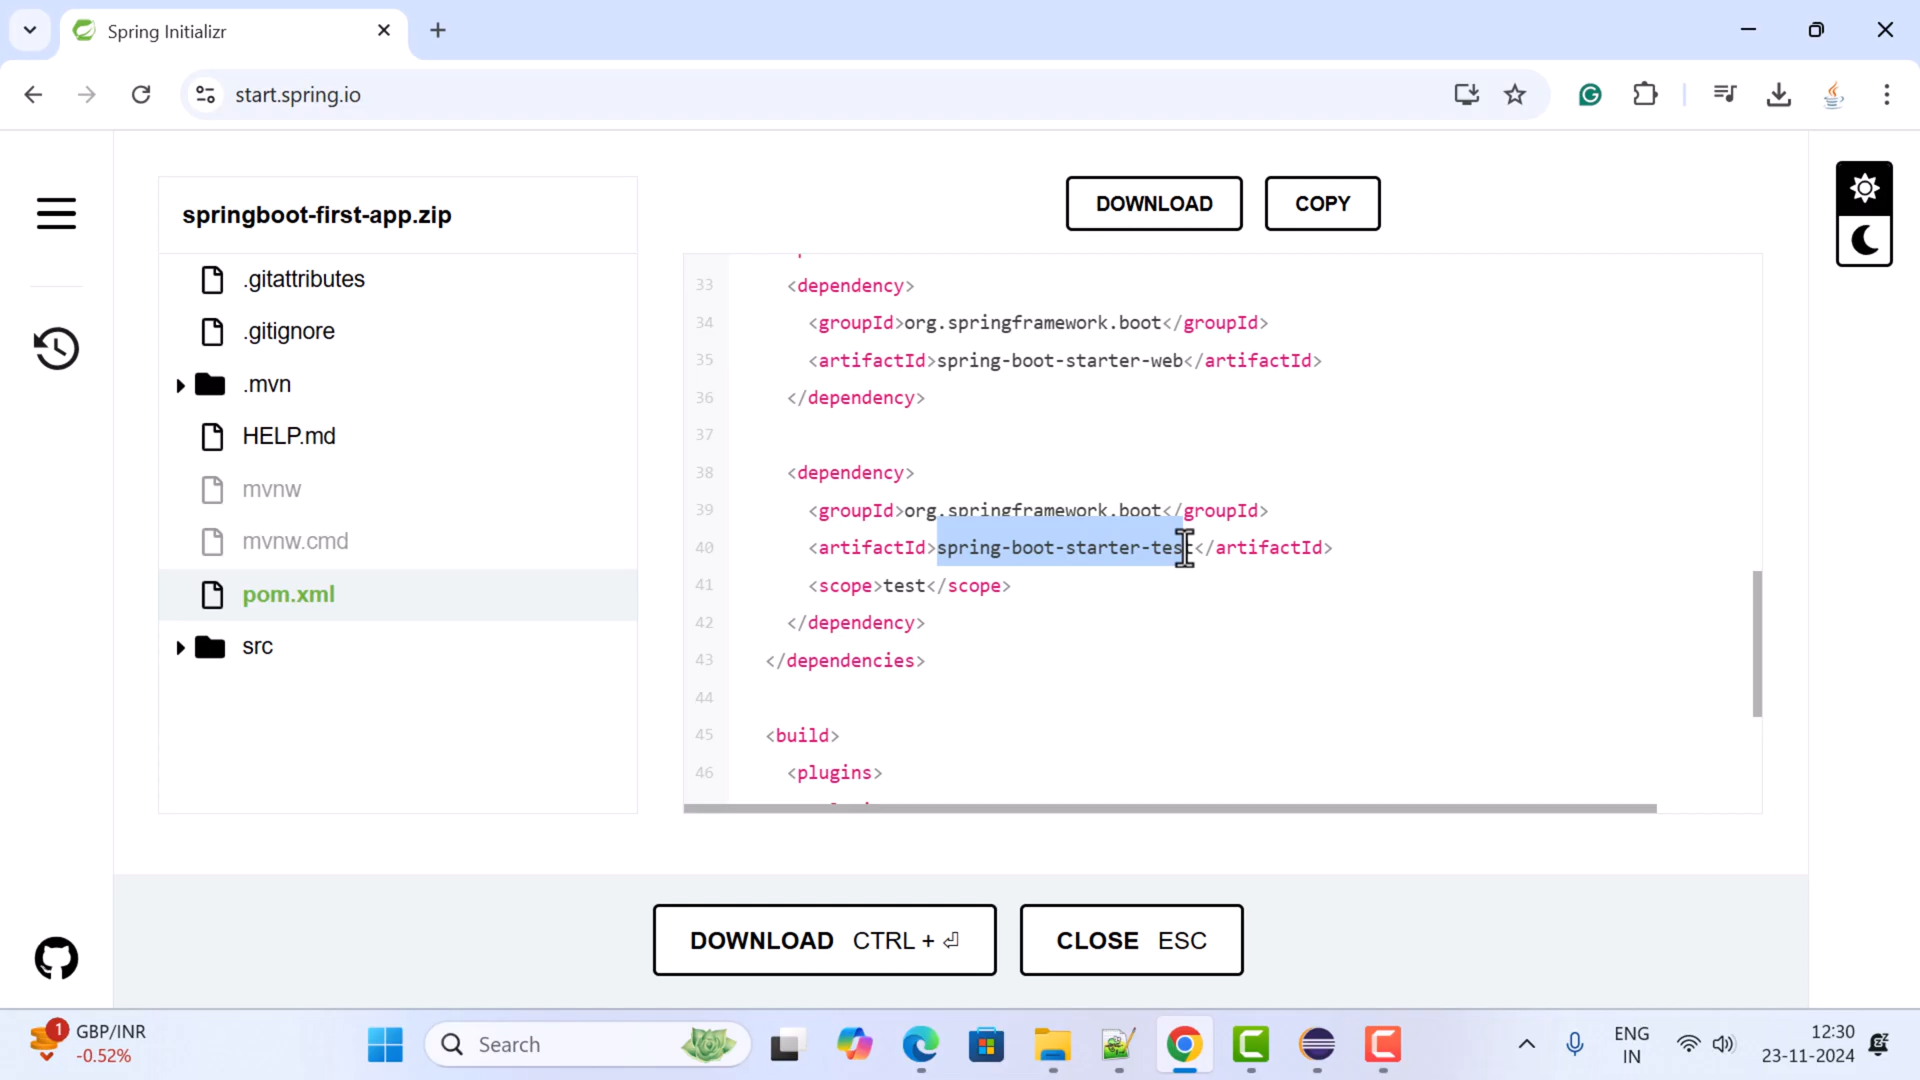 Spring Initializr
start.spring.io
springboot-first-app.zip
DOWNLOAD
COPY
.gitattributes
.gitignore
.mvn
HELP.md
mvnw
mvnw.cmd
pom.xml
src
33 <dependency>
34 <groupId>org.springframework.boot</groupId>
35 <artifactId>spring-boot-starter-web</artifactId>
36 </dependency>
37
38 <dependency>
39 <groupId>org.springframework.boot</groupId>
40 <artifactId>spring-boot-starter-test</artifactId>
41 <scope>test</scope>
42 </dependency>
43 </dependencies>
44
45 <build>
46 <plugins>
DOWNLOAD CTRL + ⏎
CLOSE ESC
1
GBP/INR
-0.52%
Search
ENG
IN
12:30
23-11-2024